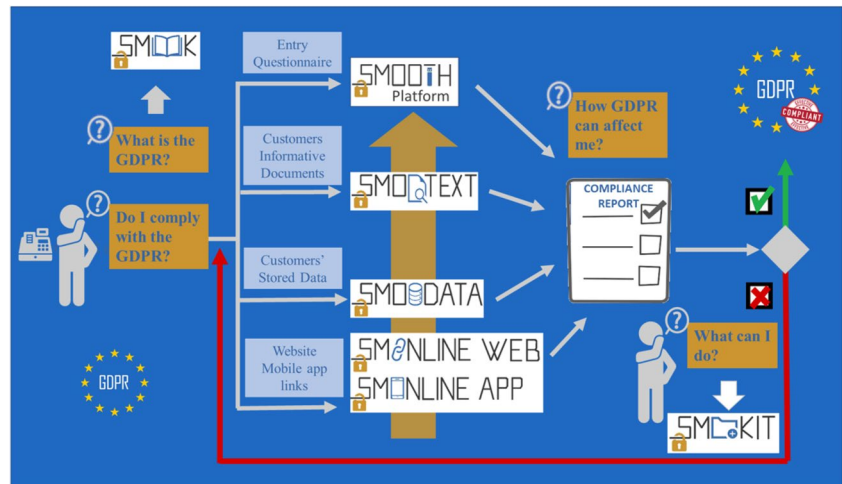 SMOOK
What is the
GDPR?
Do I comply
with the
GDPR?
GDPR
Entry
Questionnaire
Customers
Informative
Documents
Customers'
Stored Data
Website
Mobile app
links
SMOOTH
Platform
SMOOTEXT
SMOODATA
SMOONLINE WEB
SMOONLINE APP
How GDPR
can affect
me?
COMPLIANCE
REPORT
GDPR
COMPLIANT
What can I
do?
SMOOKIT